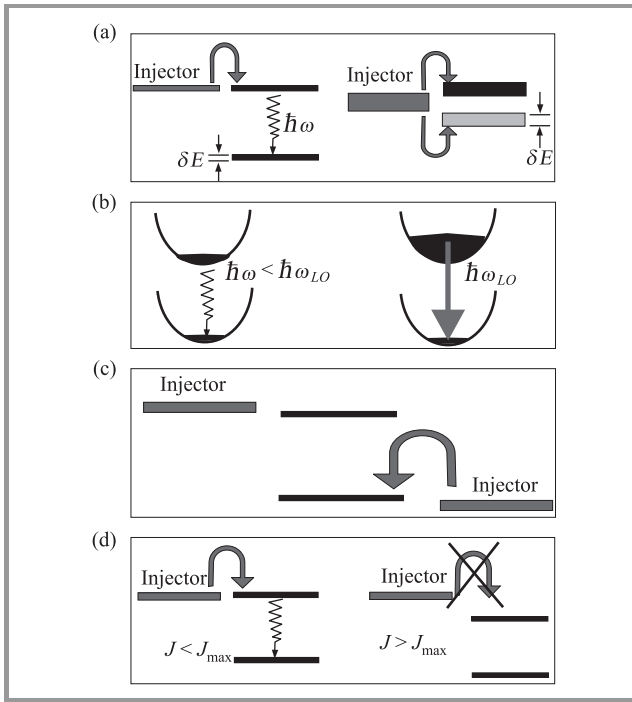 (a)
Injector
Injector
ħω
δE
δE
(b)
ħω < ħω_LO
ħω_LO
(c)
Injector
Injector
(d)
Injector
Injector
J < J_max
J > J_max